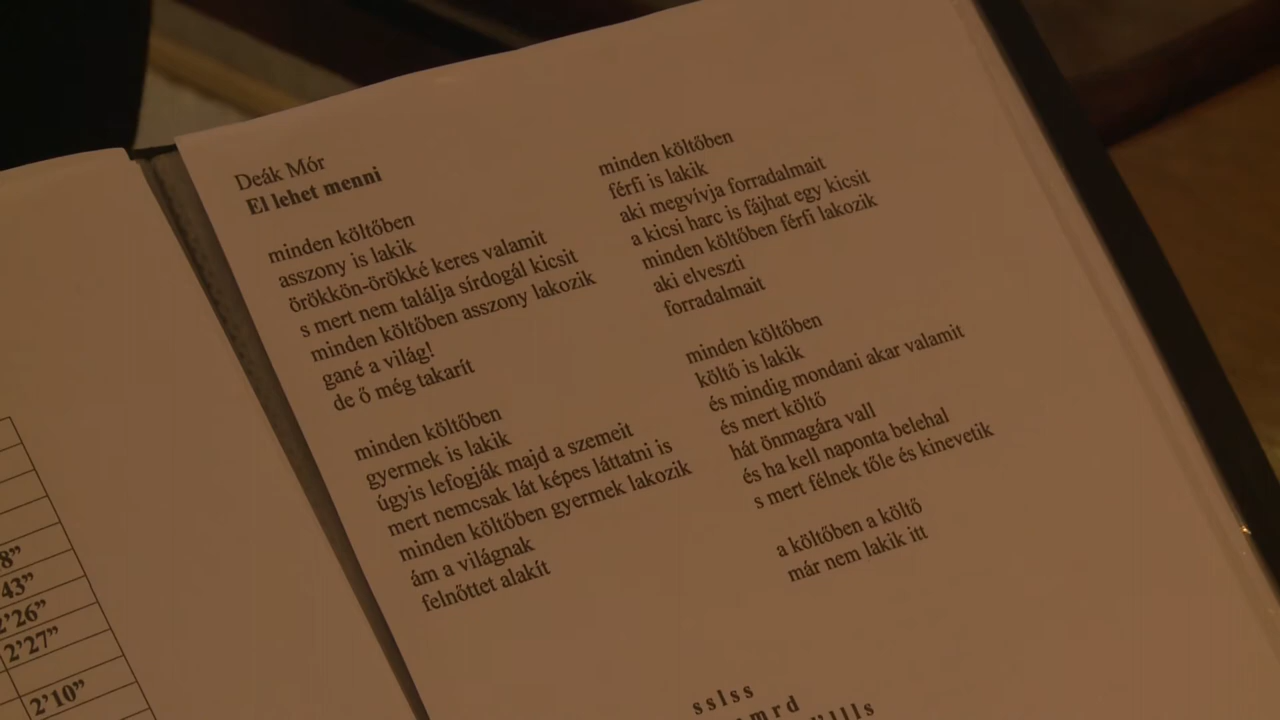 Deák Mór
El lehet menni
minden költőben
asszony is lakik
örökkön-örökké keres valamit
s mert nem találja sírdogál kicsit
minden költőben asszony lakozik
gané a világ!
de ő még takarít
minden költőben
gyermek is lakik
úgyis lefogják majd a szemeit
mert nemcsak lát képes láttatni is
minden költőben gyermek lakozik
ám a világnak
felnőttet alakít
minden költőben
férfi is lakik
aki megvívja forradalmait
a kicsi harc is fájhat egy kicsit
minden költőben férfi lakozik
aki elveszti
forradalmait
minden költőben
költő is lakik
és mindig mondani akar valamit
és mert költő
hát önmagára vall
és ha kell naponta belehal
s mert félnek tőle és kinevetik
a költőben a költő
már nem lakik itt
s s l s s
8”
43”
2’26”
2’27”
2’10”